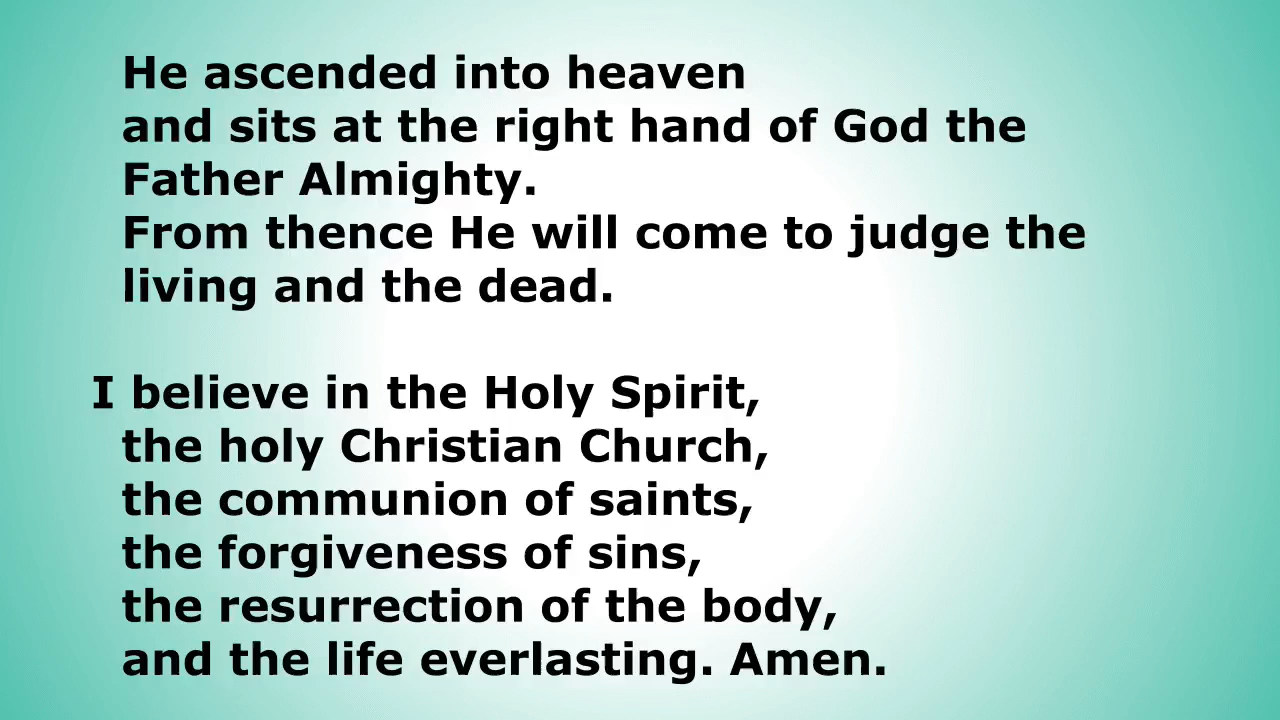 He ascended into heaven
and sits at the right hand of God the
Father Almighty.
From thence He will come to judge the
living and the dead.
I believe in the Holy Spirit,
the holy Christian Church,
the communion of saints,
the forgiveness of sins,
the resurrection of the body,
and the life everlasting. Amen.